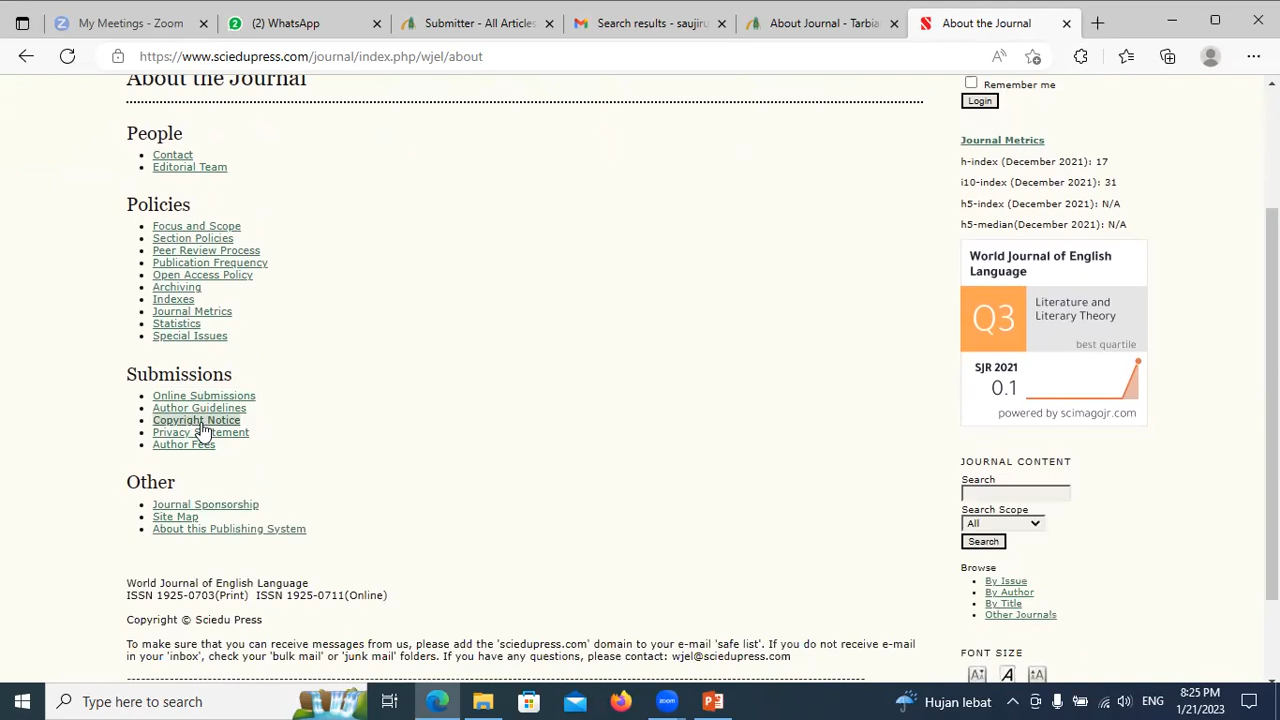 My Meetings - Zoom
(2) WhatsApp
Submitter - All Articles
Search results - saujiru
About Journal - Tarbia
About the Journal
https://www.sciedupress.com/journal/index.php/wjel/about
About the Journal
People
Contact
Editorial Team
Policies
Focus and Scope
Section Policies
Peer Review Process
Publication Frequency
Open Access Policy
Archiving
Indexes
Journal Metrics
Statistics
Special Issues
Submissions
Online Submissions
Author Guidelines
Copyright Notice
Privacy Statement
Author Fees
Other
Journal Sponsorship
Site Map
About this Publishing System
World Journal of English Language
ISSN 1925-0703(Print) ISSN 1925-0711(Online)
Copyright © Sciedu Press
To make sure that you can receive messages from us, please add the 'sciedupress.com' domain to your e-mail 'safe list'. If you do not receive e-mail
in your 'inbox', check your 'bulk mail' or 'junk mail' folders. If you have any questions, please contact: wjel@sciedupress.com
Remember me
Login
Journal Metrics
h-index (December 2021): 17
i10-index (December 2021): 31
h5-index (December 2021): N/A
h5-median(December 2021): N/A
World Journal of English
Language
Q3
Literature and
Literary Theory
best quartile
SJR 2021
0.1
powered by scimagojr.com
JOURNAL CONTENT
Search
Search Scope
All
Search
Browse
By Issue
By Author
By Title
Other Journals
FONT SIZE
A A A
Type here to search
zoom
Hujan lebat
ENG
8:25 PM
1/21/2023